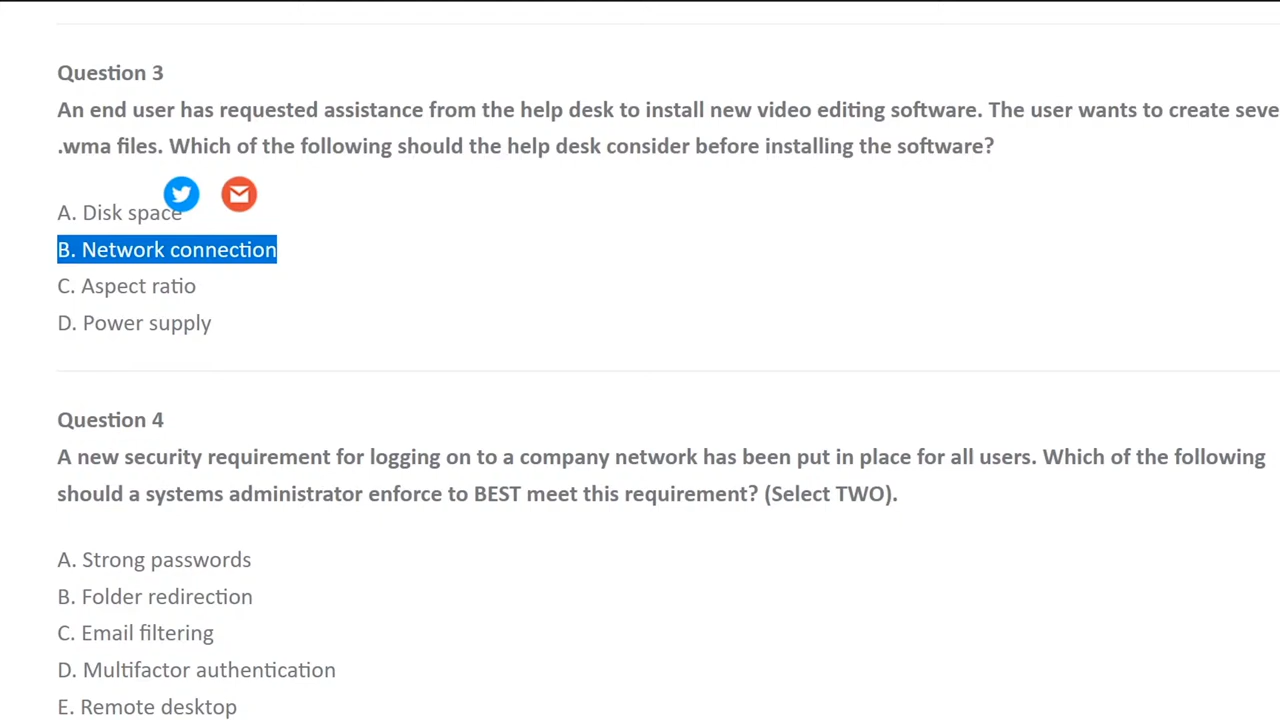 Question 3
An end user has requested assistance from the help desk to install new video editing software. The user wants to create seve
.wma files. Which of the following should the help desk consider before installing the software?
A. Disk space
B. Network connection
C. Aspect ratio
D. Power supply
Question 4
A new security requirement for logging on to a company network has been put in place for all users. Which of the following
should a systems administrator enforce to BEST meet this requirement? (Select TWO).
A. Strong passwords
B. Folder redirection
C. Email filtering
D. Multifactor authentication
E. Remote desktop